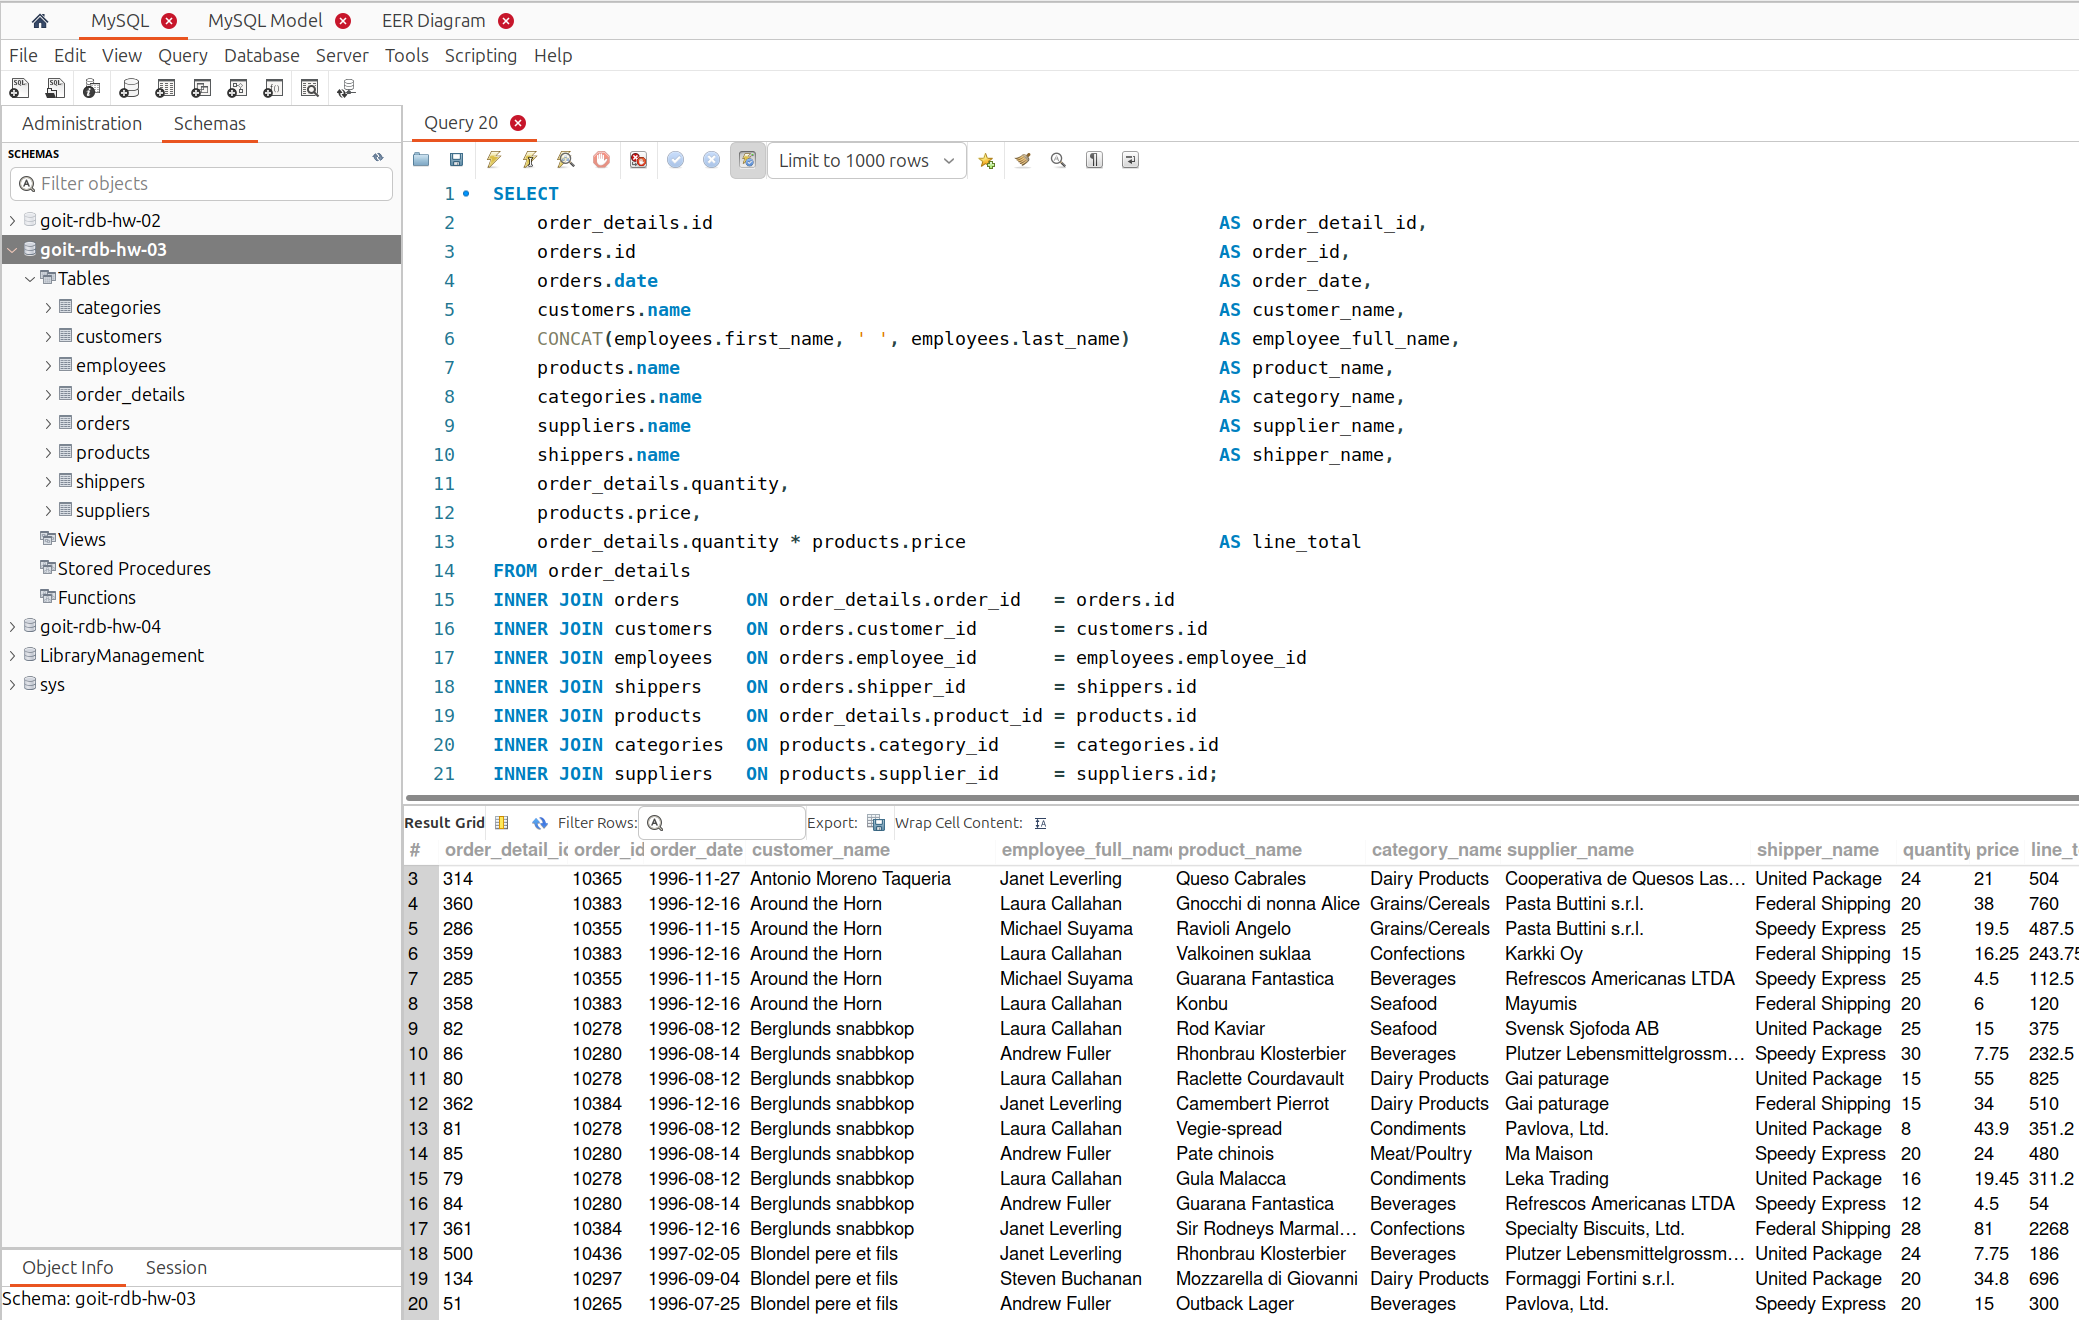 MySQL MySQL Model EER Diagram
File Edit View Query Database Server Tools Scripting Help
Administration Schemas
SCHEMAS
Filter objects
goit-rdb-hw-02
goit-rdb-hw-03
Tables
categories
customers
employees
order_details
orders
products
shippers
suppliers
Views
Stored Procedures
Functions
goit-rdb-hw-04
LibraryManagement
sys
Object Info Session
Schema: goit-rdb-hw-03
Query 20
Limit to 1000 rows
1 SELECT
2 order_details.id AS order_detail_id,
3 orders.id AS order_id,
4 orders.date AS order_date,
5 customers.name AS customer_name,
6 CONCAT(employees.first_name, ' ', employees.last_name) AS employee_full_name,
7 products.name AS product_name,
8 categories.name AS category_name,
9 suppliers.name AS supplier_name,
10 shippers.name AS shipper_name,
11 order_details.quantity,
12 products.price,
13 order_details.quantity * products.price AS line_total
14 FROM order_details
15 INNER JOIN orders ON order_details.order_id = orders.id
16 INNER JOIN customers ON orders.customer_id = customers.id
17 INNER JOIN employees ON orders.employee_id = employees.employee_id
18 INNER JOIN shippers ON orders.shipper_id = shippers.id
19 INNER JOIN products ON order_details.product_id = products.id
20 INNER JOIN categories ON products.category_id = categories.id
21 INNER JOIN suppliers ON products.supplier_id = suppliers.id;
Result Grid Filter Rows: Export: Wrap Cell Content:
# order_detail_id order_id order_date customer_name employee_full_name product_name category_name supplier_name shipper_name quantity price line_t
3 314 10365 1996-11-27 Antonio Moreno Taqueria Janet Leverling Queso Cabrales Dairy Products Cooperativa de Quesos Las... United Package 24 21 504
4 360 10383 1996-12-16 Around the Horn Laura Callahan Gnocchi di nonna Alice Grains/Cereals Pasta Buttini s.r.l. Federal Shipping 20 38 760
5 286 10355 1996-11-15 Around the Horn Michael Suyama Ravioli Angelo Grains/Cereals Pasta Buttini s.r.l. Speedy Express 25 19.5 487.5
6 359 10383 1996-12-16 Around the Horn Laura Callahan Valkoinen suklaa Confections Karkki Oy Federal Shipping 15 16.25 243.75
7 285 10355 1996-11-15 Around the Horn Michael Suyama Guarana Fantastica Beverages Refrescos Americanas LTDA Speedy Express 25 4.5 112.5
8 358 10383 1996-12-16 Around the Horn Laura Callahan Konbu Seafood Mayumis Federal Shipping 20 6 120
9 82 10278 1996-08-12 Berglunds snabbkop Laura Callahan Rod Kaviar Seafood Svensk Sjofoda AB United Package 25 15 375
10 86 10280 1996-08-14 Berglunds snabbkop Andrew Fuller Rhonbrau Klosterbier Beverages Plutzer Lebensmittelgrossm... Speedy Express 30 7.75 232.5
11 80 10278 1996-08-12 Berglunds snabbkop Laura Callahan Raclette Courdavault Dairy Products Gai paturage United Package 15 55 825
12 362 10384 1996-12-16 Berglunds snabbkop Janet Leverling Camembert Pierrot Dairy Products Gai paturage Federal Shipping 15 34 510
13 81 10278 1996-08-12 Berglunds snabbkop Laura Callahan Vegie-spread Condiments Pavlova, Ltd. United Package 8 43.9 351.2
14 85 10280 1996-08-14 Berglunds snabbkop Andrew Fuller Pate chinois Meat/Poultry Ma Maison Speedy Express 20 24 480
15 79 10278 1996-08-12 Berglunds snabbkop Laura Callahan Gula Malacca Condiments Leka Trading United Package 16 19.45 311.2
16 84 10280 1996-08-14 Berglunds snabbkop Andrew Fuller Guarana Fantastica Beverages Refrescos Americanas LTDA Speedy Express 12 4.5 54
17 361 10384 1996-12-16 Berglunds snabbkop Janet Leverling Sir Rodneys Marmal... Confections Specialty Biscuits, Ltd. Federal Shipping 28 81 2268
18 500 10436 1997-02-05 Blondel pere et fils Janet Leverling Rhonbrau Klosterbier Beverages Plutzer Lebensmittelgrossm... United Package 24 7.75 186
19 134 10297 1996-09-04 Blondel pere et fils Steven Buchanan Mozzarella di Giovanni Dairy Products Formaggi Fortini s.r.l. United Package 20 34.8 696
20 51 10265 1996-07-25 Blondel pere et fils Andrew Fuller Outback Lager Beverages Pavlova, Ltd. Speedy Express 20 15 300